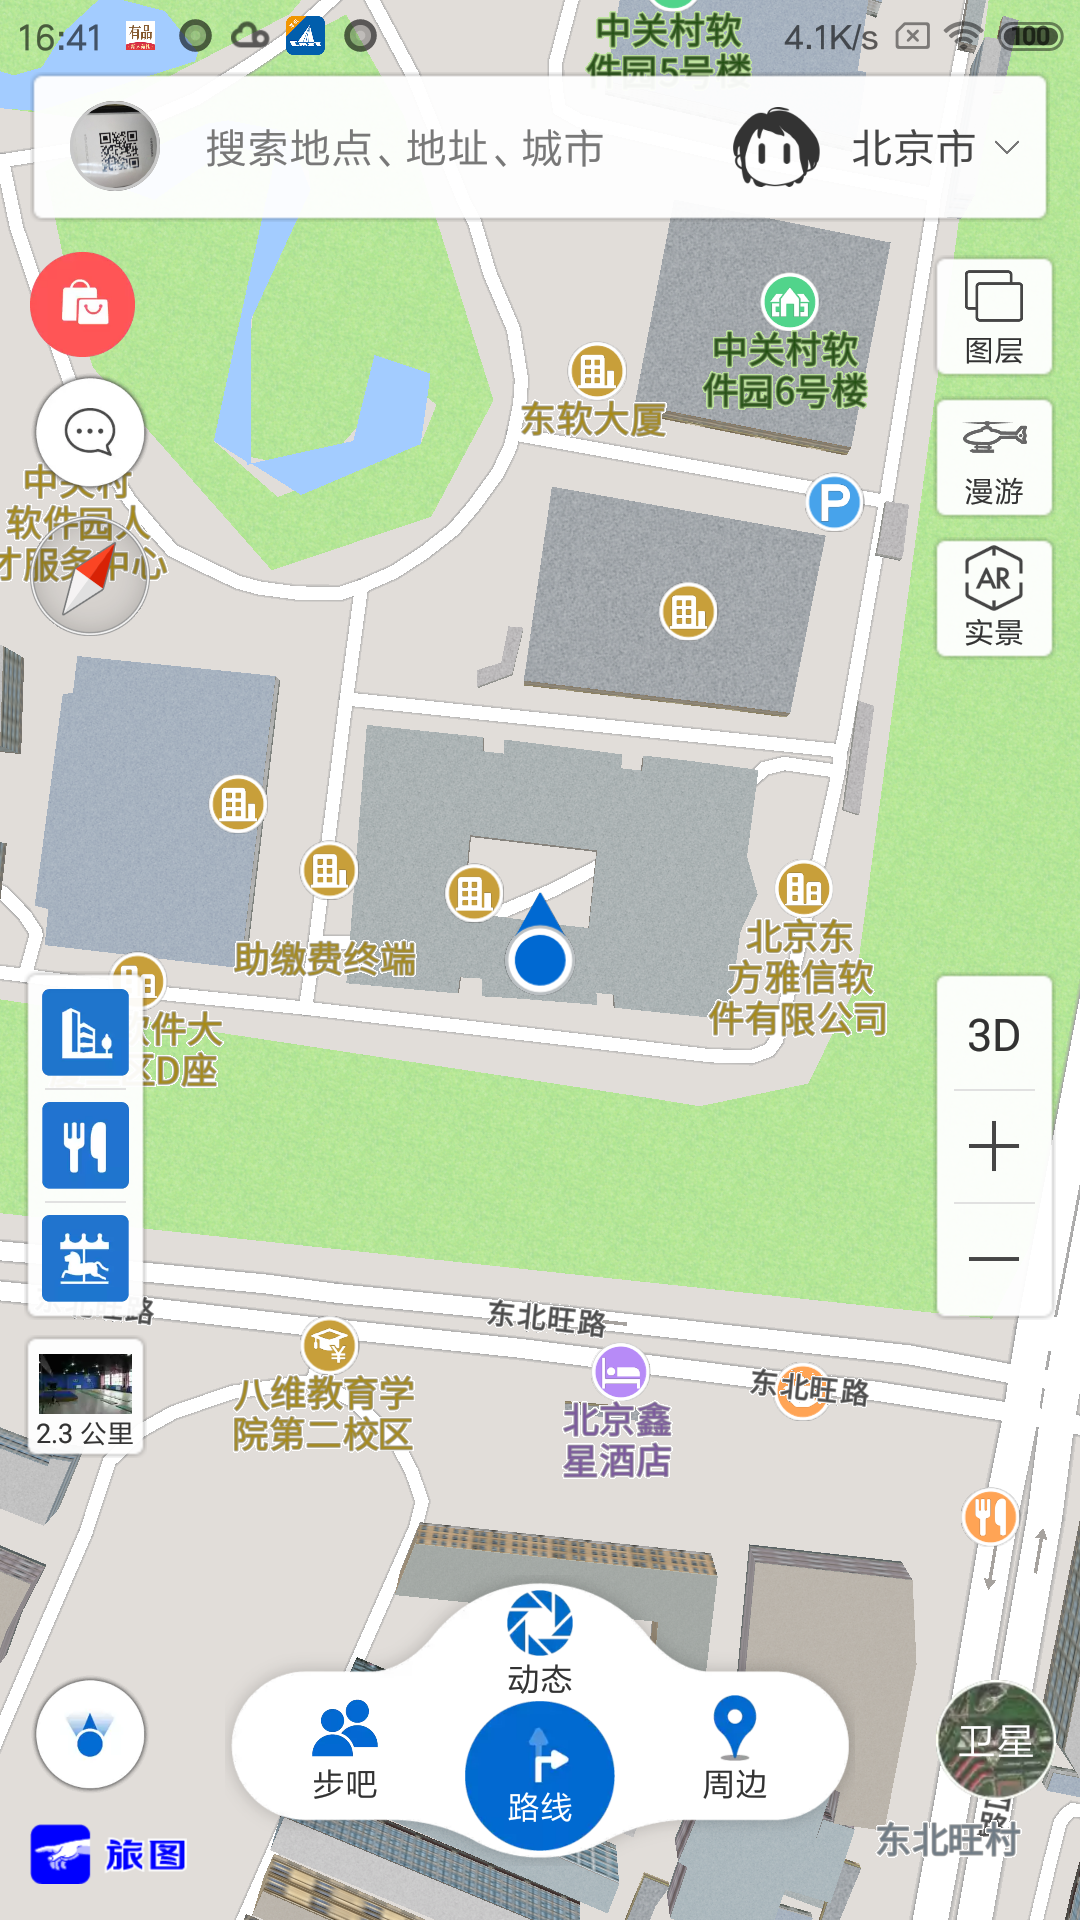 16:41
有品
4.1K/s
100
中关村软
件园5号楼
搜索地点、地址、城市
北京市
图层
中关村软
件园6号楼
东软大厦
漫游
P
中关村
软件园人
才服务中心
AR
实景
助缴费终端
北京东
方雅信软
件有限公司
软件大
区D座
3D
东北旺路
东北旺路
东北旺路
八维教育学
院第二校区
北京鑫
星酒店
2.3 公里
动态
步吧
路线
周边
卫星
路
东北旺村
旅图